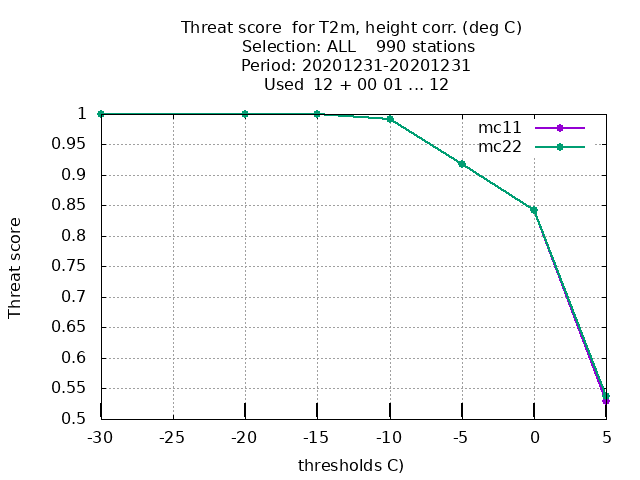 Threat score  for T2m, height corr. (deg C)
Selection: ALL    990 stations
Period: 20201231-20201231
Used  12 + 00 01 ... 12
mc11
mc22
1
0.95
0.9
0.85
0.8
0.75
0.7
0.65
0.6
0.55
0.5
Threat score
-30
-25
-20
-15
-10
-5
0
5
thresholds C)